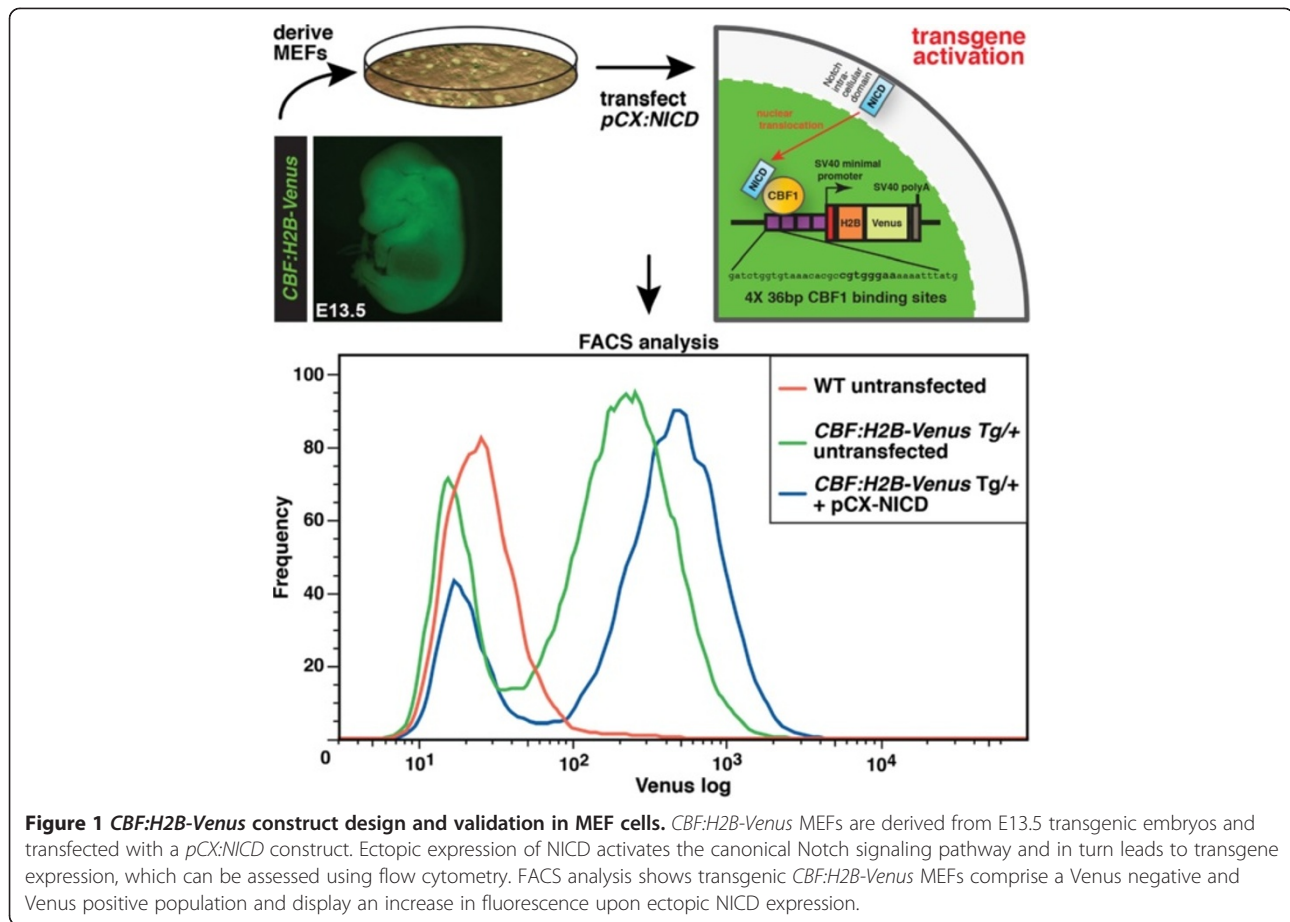 derive
MEFs
transfect
pCX:NICD
CBF:H2B-Venus
E13.5
transgene
activation
Notch
intra-
cellular
domain
NICD
nuclear
translocation
NICD
CBF1
SV40 minimal
promoter
SV40 polyA
H2B
Venus
gatctggtgtaaacacgccgtgggaaaaaatttatg
4X 36bp CBF1 binding sites
FACS analysis
WT untransfected
CBF:H2B-Venus Tg/+
untransfected
CBF:H2B-Venus Tg/+
+ pCX-NICD
Frequency
100
80
60
40
20
0
10¹
10²
10³
10⁴
Venus log
Figure 1 CBF:H2B-Venus construct design and validation in MEF cells. CBF:H2B-Venus MEFs are derived from E13.5 transgenic embryos and
transfected with a pCX:NICD construct. Ectopic expression of NICD activates the canonical Notch signaling pathway and in turn leads to transgene
expression, which can be assessed using flow cytometry. FACS analysis shows transgenic CBF:H2B-Venus MEFs comprise a Venus negative and
Venus positive population and display an increase in fluorescence upon ectopic NICD expression.